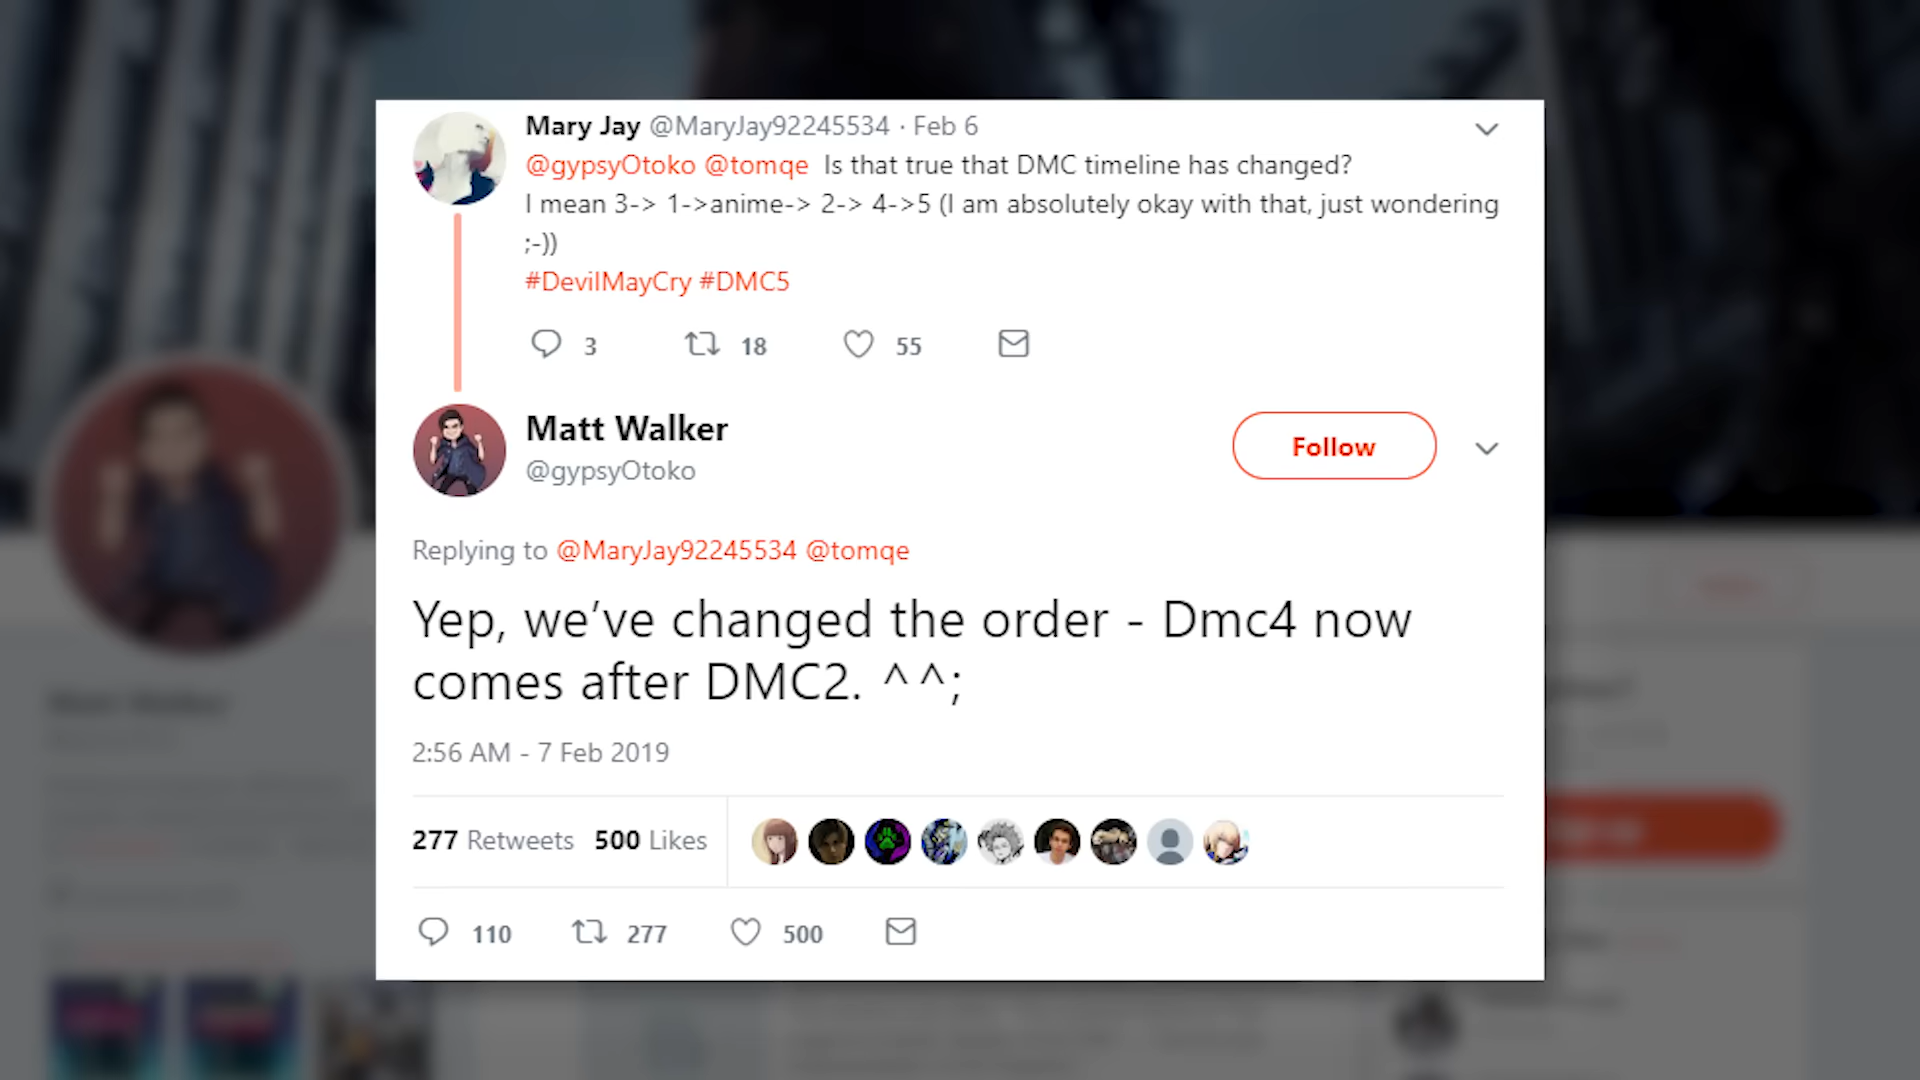 Mary Jay @MaryJay92245534 · Feb 6
@gypsyOtoko @tomqe Is that true that DMC timeline has changed?
I mean 3-> 1->anime-> 2-> 4->5 (I am absolutely okay with that, just wondering
;-))
#DevilMayCry #DMC5
3 18 55
Matt Walker
@gypsyOtoko
Follow
Replying to @MaryJay92245534 @tomqe
Yep, we’ve changed the order - Dmc4 now
comes after DMC2. ^^;
2:56 AM - 7 Feb 2019
277 Retweets 500 Likes
110 277 500